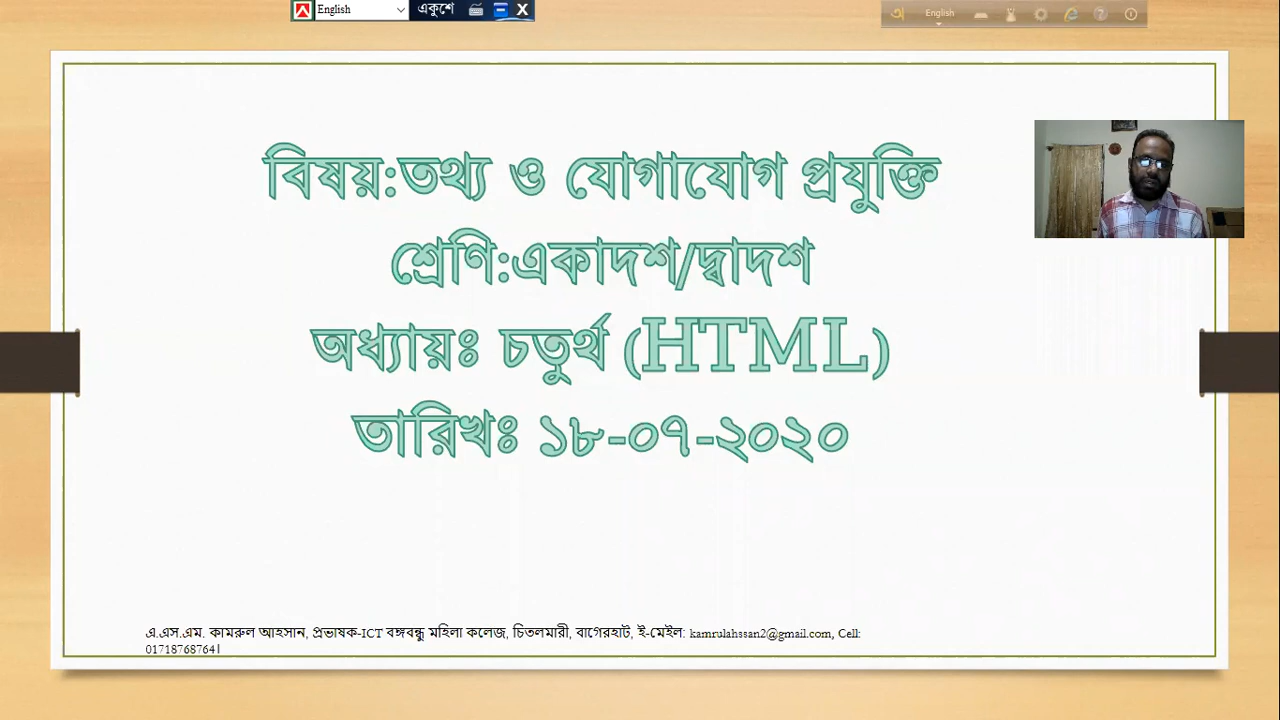 English
একুশে
English
বিষয়:তথ্য ও যোগাযোগ প্রযুক্তি
শ্রেণি:একাদশ/দ্বাদশ
অধ্যায়ঃ চতুর্থ (HTML)
তারিখঃ ১৮-০৭-২০২০
এ.এস.এম. কামরুল আহসান, প্রভাষক-ICT বঙ্গবন্ধু মহিলা কলেজ, চিতলমারী, বাগেরহাট, ই-মেইল: kamrulahssan2@gmail.com, Cell:
01718768764।